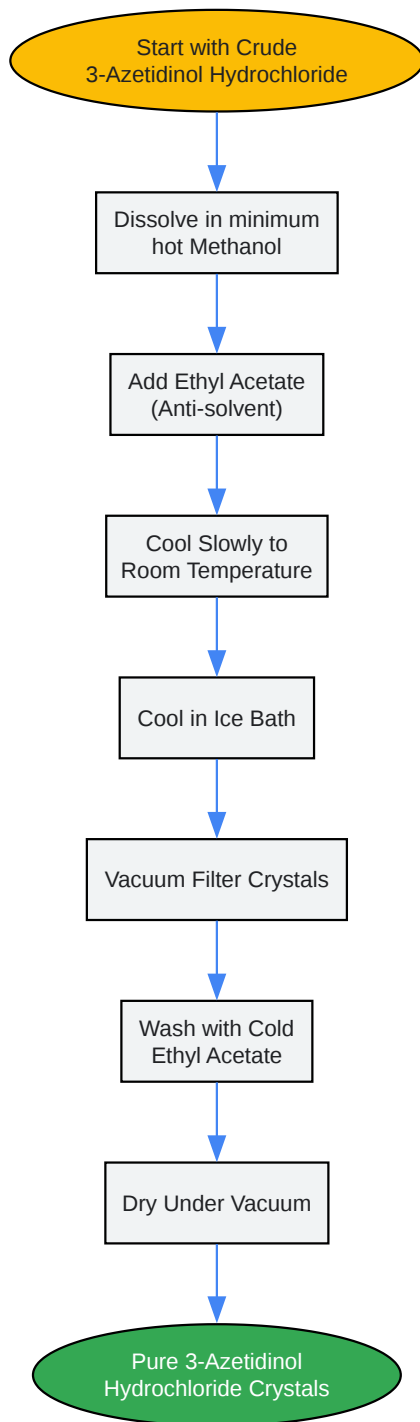 Start with Crude
3-Azetidinol Hydrochloride
Dissolve in minimum
hot Methanol
Add Ethyl Acetate
(Anti-solvent)
Cool Slowly to
Room Temperature
Cool in Ice Bath
Vacuum Filter Crystals
Wash with Cold
Ethyl Acetate
Dry Under Vacuum
Pure 3-Azetidinol
Hydrochloride Crystals